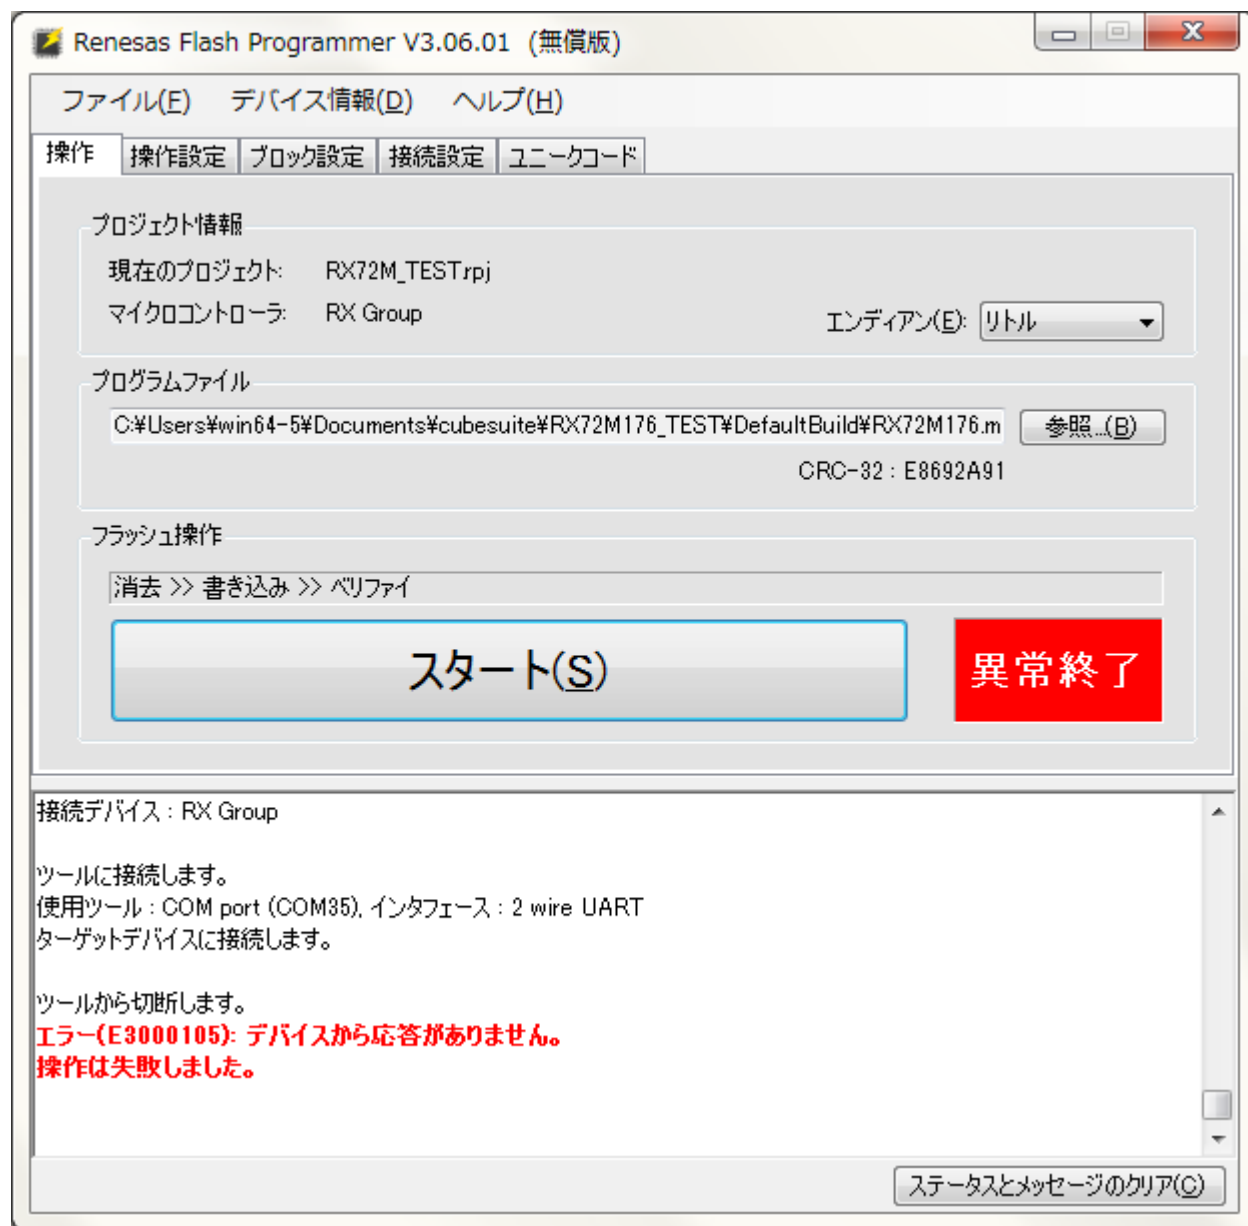 Renesas Flash Programmer V3.06.01 (無償版)
ファイル(F) デバイス情報(D) ヘルプ(H)
操作 操作設定 ブロック設定 接続設定 ユニークコード
プロジェクト情報
現在のプロジェクト: RX72M_TEST.rpj
マイクロコントローラ: RX Group エンディアン(E): リトル
プログラムファイル
C:¥Users¥win64-5¥Documents¥cubesuite¥RX72M176_TEST¥DefaultBuild¥RX72M176.m 参照...(B)
CRC-32 : E8692A91
フラッシュ操作
消去 >> 書き込み >> ベリファイ
スタート(S) 異常終了
接続デバイス : RX Group
ツールに接続します。
使用ツール : COM port (COM35), インタフェース : 2 wire UART
ターゲットデバイスに接続します。
ツールから切断します。
エラー(E3000105): デバイスから応答がありません。
操作は失敗しました。
ステータスとメッセージのクリア(C)